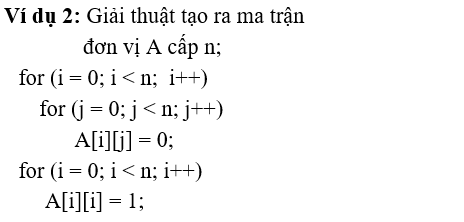 Ví dụ 2: Giải thuật tạo ra ma trận
đơn vị A cấp n;
for (i = 0; i < n; i++)
for (j = 0; j < n; j++)
A[i][j] = 0;
for (i = 0; i < n; i++)
A[i][i] = 1;